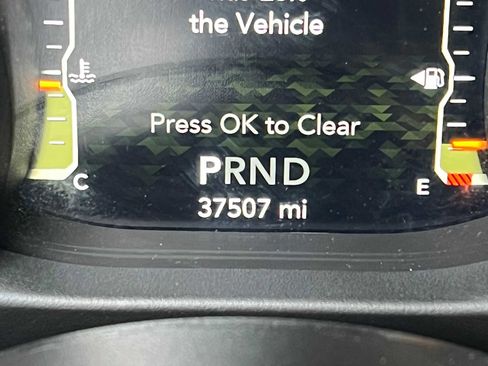 the Vehicle
Press OK to Clear
PRND
C
E
37507 mi